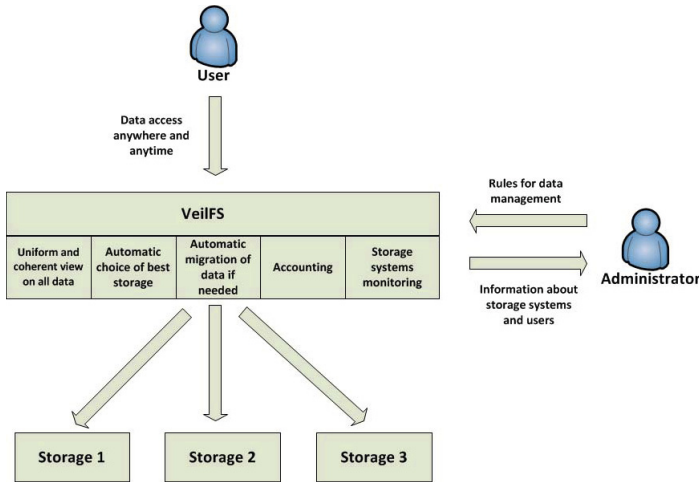 User
Data access
anywhere and
anytime
Rules for data
management
VeilFS
Uniform and
coherent view
on all data
Automatic
choice of best
storage
Automatic
migration of
data if
needed
Accounting
Storage
systems
monitoring
Administrator
Information about
storage systems
and users
Storage 1
Storage 2
Storage 3